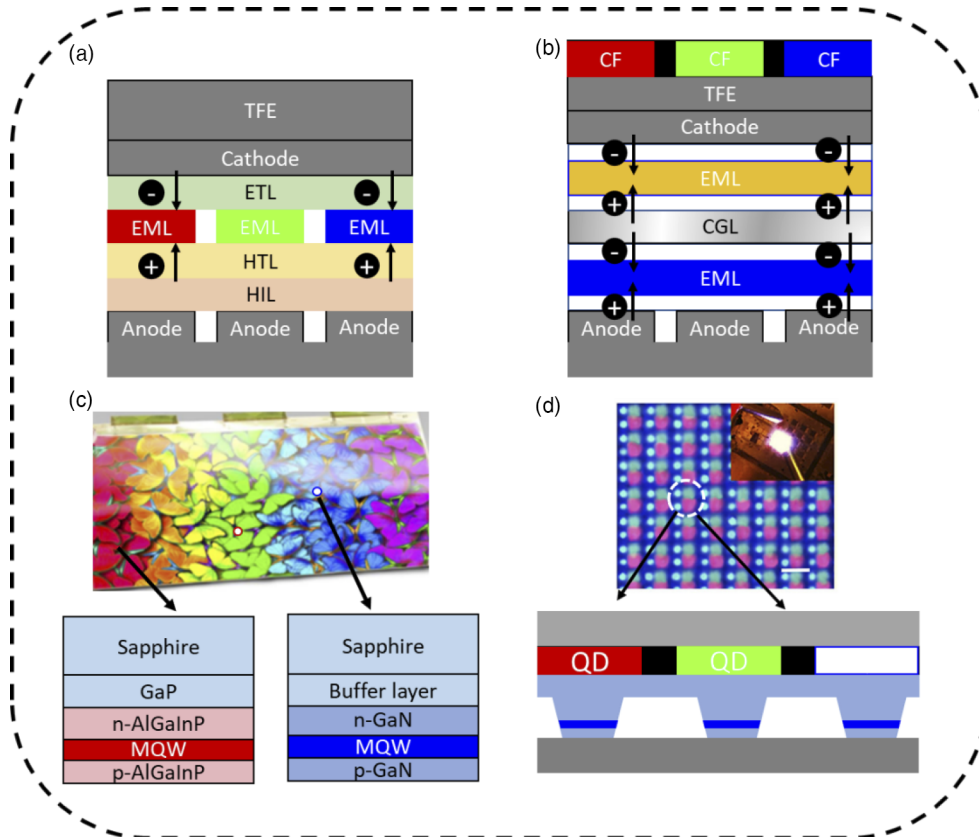 (a)
TFE
Cathode
ETL
-
-
EML
EML
EML
HTL
+
+
HIL
Anode
Anode
Anode
(b)
CF
CF
CF
TFE
Cathode
-
-
EML
+
+
CGL
-
-
EML
+
+
Anode
Anode
Anode
(c)
Sapphire
GaP
n-AlGaInP
MQW
p-AlGaInP
Sapphire
Buffer layer
n-GaN
MQW
p-GaN
(d)
QD
QD